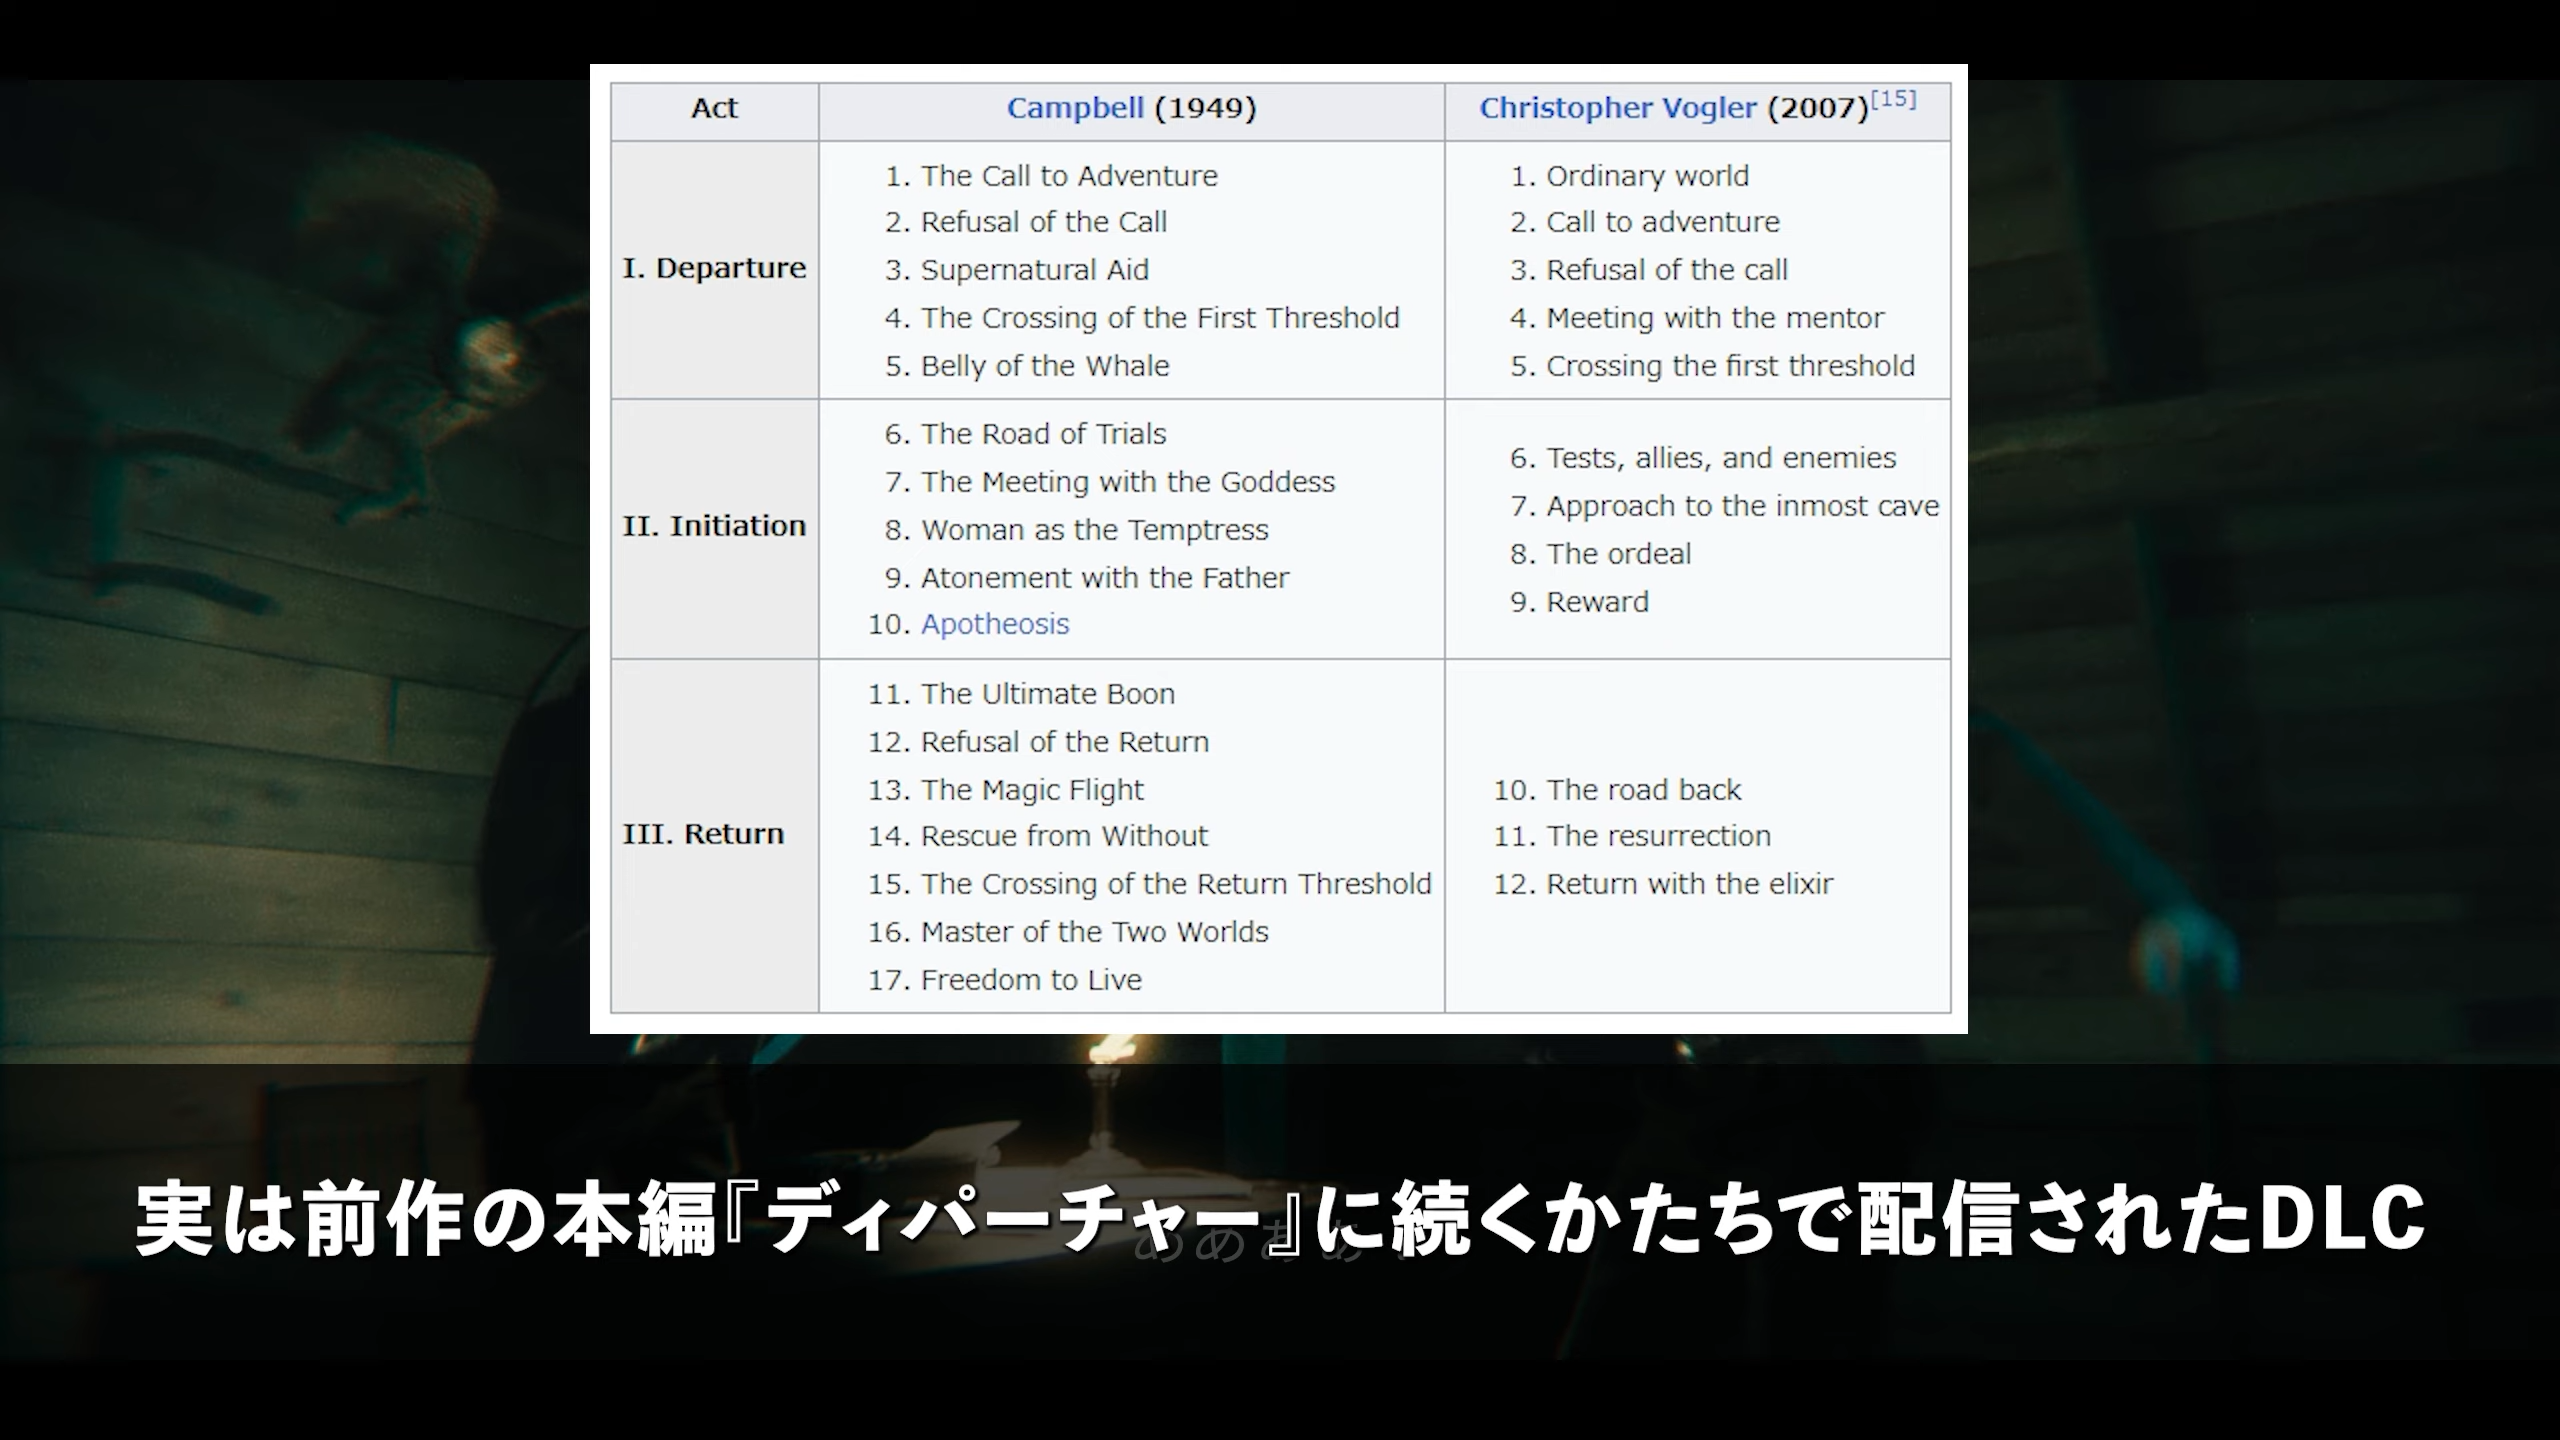 Act
Campbell (1949)
Christopher Vogler (2007)[15]
I. Departure
1. The Call to Adventure
2. Refusal of the Call
3. Supernatural Aid
4. The Crossing of the First Threshold
5. Belly of the Whale
1. Ordinary world
2. Call to adventure
3. Refusal of the call
4. Meeting with the mentor
5. Crossing the first threshold
II. Initiation
6. The Road of Trials
7. The Meeting with the Goddess
8. Woman as the Temptress
9. Atonement with the Father
10. Apotheosis
6. Tests, allies, and enemies
7. Approach to the inmost cave
8. The ordeal
9. Reward
III. Return
11. The Ultimate Boon
12. Refusal of the Return
13. The Magic Flight
14. Rescue from Without
15. The Crossing of the Return Threshold
16. Master of the Two Worlds
17. Freedom to Live
10. The road back
11. The resurrection
12. Return with the elixir
実は前作の本編『ディパーチャー』に続くかたちで配信されたDLC